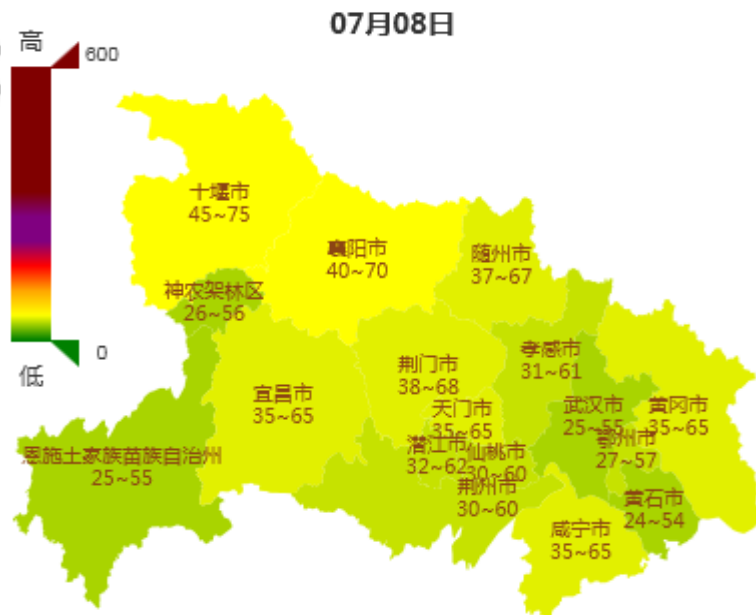 07月08日
高
600
0
低
十堰市
45~75
襄阳市
40~70
随州市
37~67
神农架林区
26~56
孝感市
31~61
荆门市
38~68
宜昌市
35~65
天门市
35~65
武汉市
25~55
黄冈市
35~65
鄂州市
27~57
潜江市
32~62
仙桃市
30~60
恩施土家族苗族自治州
25~55
荆州市
30~60
黄石市
24~54
咸宁市
35~65